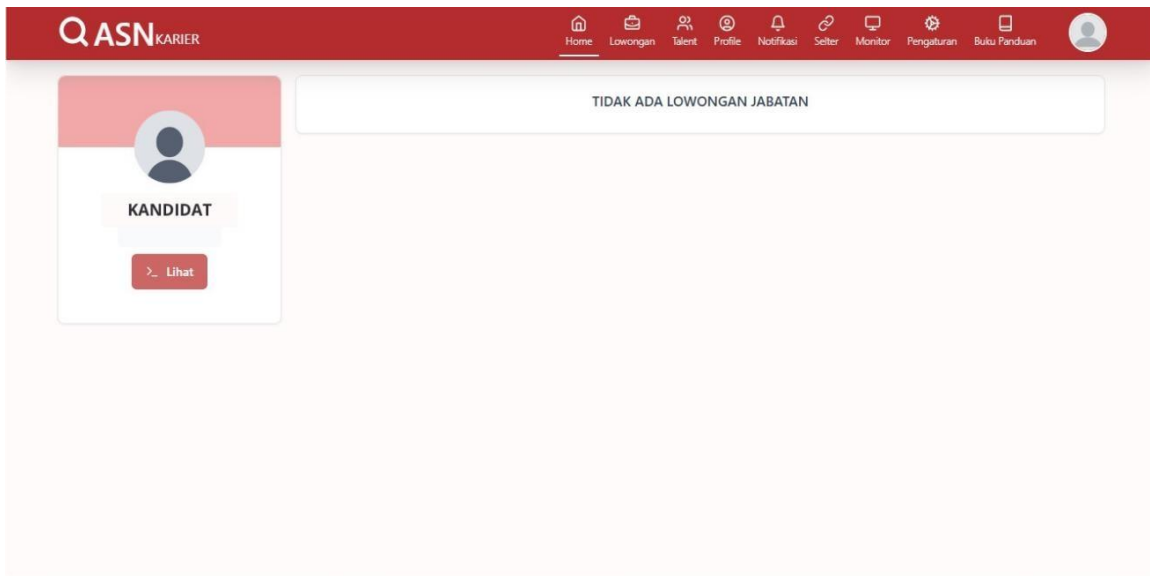 ASN KARIER
Home Lowongan Talent Profile Notifikasi Selter Monitor Pengaturan Buku Panduan
TIDAK ADA LOWONGAN JABATAN
KANDIDAT
>_ Lihat